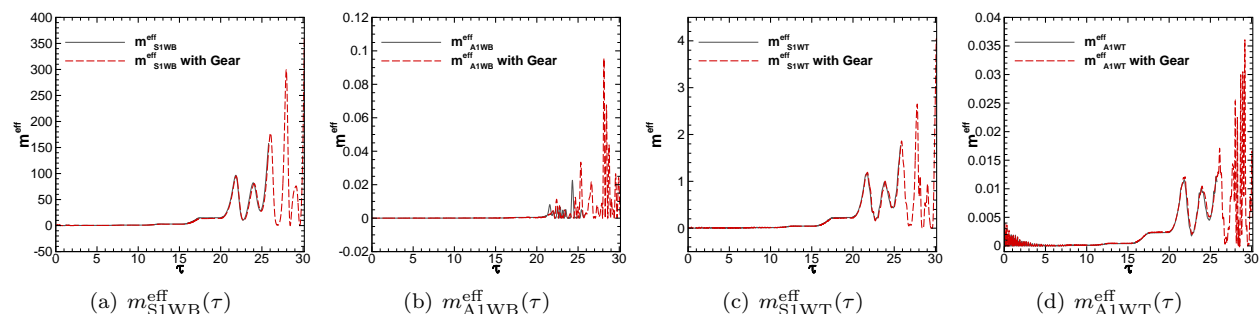 400
350
300
250
200
150
100
50
0
-50
m^eff
m^eff_S1WB
m^eff_S1WB with Gear
0 5 10 15 20 25 30
τ
(a) m^eff_S1WB(τ)
0.12
0.1
0.08
0.06
0.04
0.02
0
-0.02
m^eff
m^eff_A1WB
m^eff_A1WB with Gear
0 5 10 15 20 25 30
τ
(b) m^eff_A1WB(τ)
4
3
2
1
0
m^eff
m^eff_S1WT
m^eff_S1WT with Gear
0 5 10 15 20 25 30
τ
(c) m^eff_S1WT(τ)
0.04
0.035
0.03
0.025
0.02
0.015
0.01
0.005
0
m^eff
m^eff_A1WT
m^eff_A1WT with Gear
0 5 10 15 20 25 30
τ
(d) m^eff_A1WT(τ)